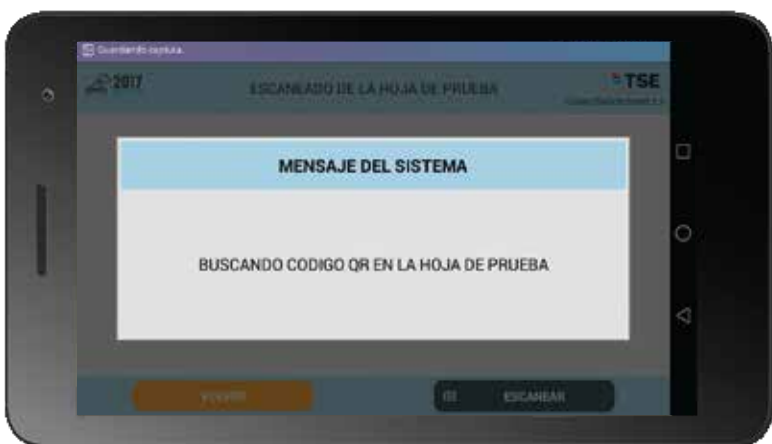 Guardando captura...
2017
ESCANEADO DE LA HOJA DE PRUEBA
TSE
MENSAJE DEL SISTEMA
BUSCANDO CODIGO QR EN LA HOJA DE PRUEBA
VOLVER
ESCANEAR